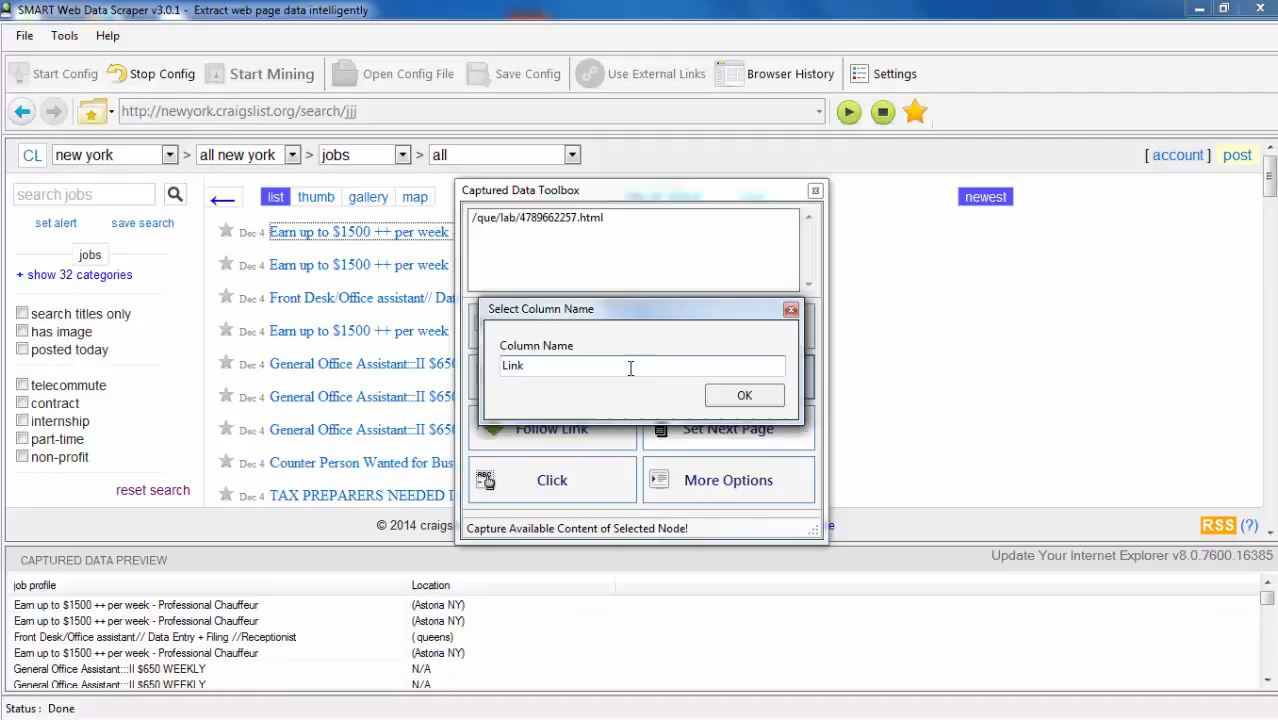 SMART Web Data Scraper v3.0.1 - Extract web page data intelligently
File Tools Help
Start Config Stop Config Start Mining Open Config File Save Config Use External Links Browser History Settings
http://newyork.craigslist.org/search/jjj
CL new york > all new york > jobs > all [ account ] post
search jobs
set alert save search
jobs
+ show 32 categories
search titles only
has image
posted today
telecommute
contract
internship
part-time
non-profit
reset search
list thumb gallery map newest
Dec 4 Earn up to $1500 ++ per week
Dec 4 Earn up to $1500 ++ per week
Dec 4 Front Desk/Office assistant// Da
Dec 4 Earn up to $1500 ++ per week
Dec 4 General Office Assistant:::II $65
Dec 4 General Office Assistant:::II $65
Dec 4 General Office Assistant:::II $65
Dec 4 Counter Person Wanted for Bus
Dec 4 TAX PREPARERS NEEDED I
© 2014 craigs
RSS (?)
Captured Data Toolbox
/que/lab/4789662257.html
Select Column Name
Column Name
Link
OK
Follow Link Set Next Page
Click More Options
Capture Available Content of Selected Node!
CAPTURED DATA PREVIEW Update Your Internet Explorer v8.0.7600.16385
job profile Location
Earn up to $1500 ++ per week - Professional Chauffeur (Astoria NY)
Earn up to $1500 ++ per week - Professional Chauffeur (Astoria NY)
Front Desk/Office assistant// Data Entry + Filing //Receptionist ( queens)
Earn up to $1500 ++ per week - Professional Chauffeur (Astoria NY)
General Office Assistant:::II $650 WEEKLY N/A
General Office Assistant:::II $650 WEEKLY N/A
Status : Done